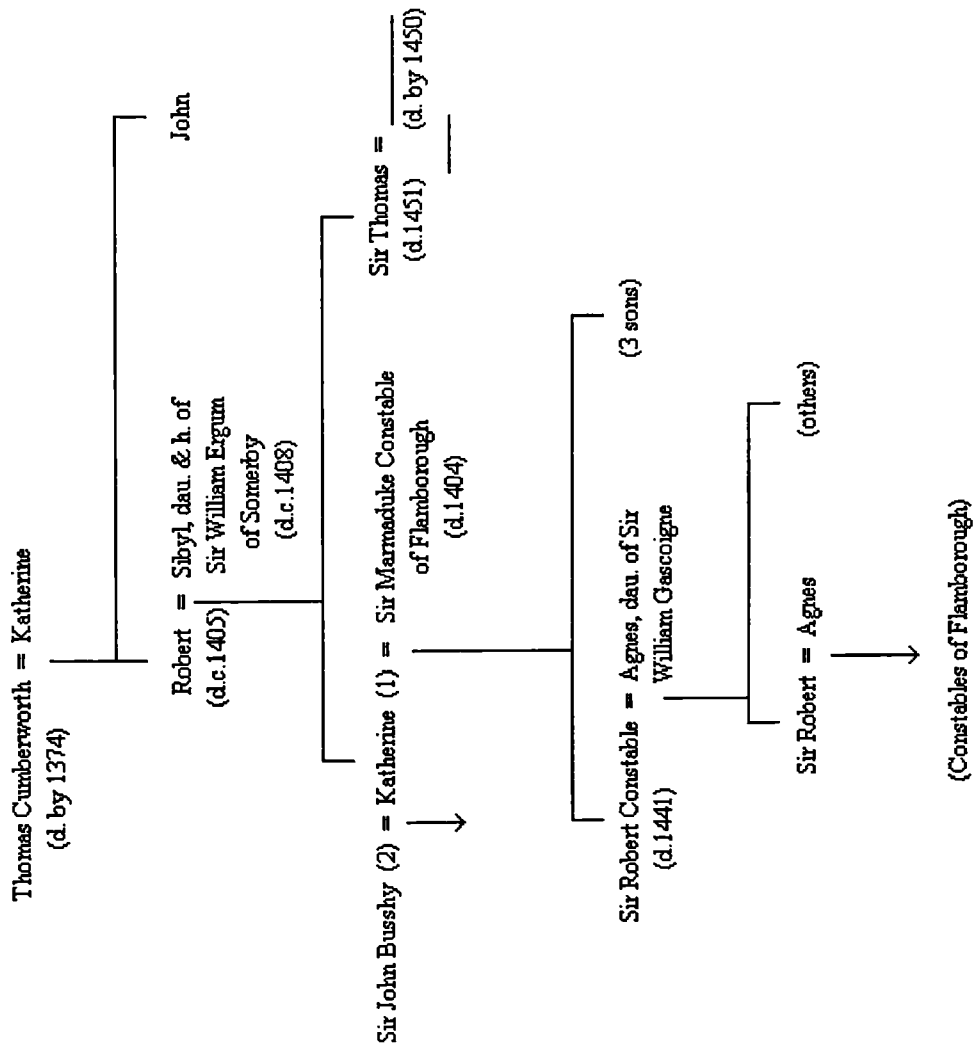 Thomas Cumberworth = Katherine
(d. by 1374)
Robert = Sibyl, dau. & h. of
(d.c.1405) Sir William Ergum
of Somerby
(d.c.1408)
John
Sir John Busshy (2) = Katherine (1) = Sir Marmaduke Constable
of Flamborough
(d.1404)
Sir Thomas =
(d.1451) (d. by 1450)
Sir Robert Constable = Agnes, dau. of Sir
(d.1441) William Gascoigne
(3 sons)
Sir Robert = Agnes
(others)
(Constables of Flamborough)